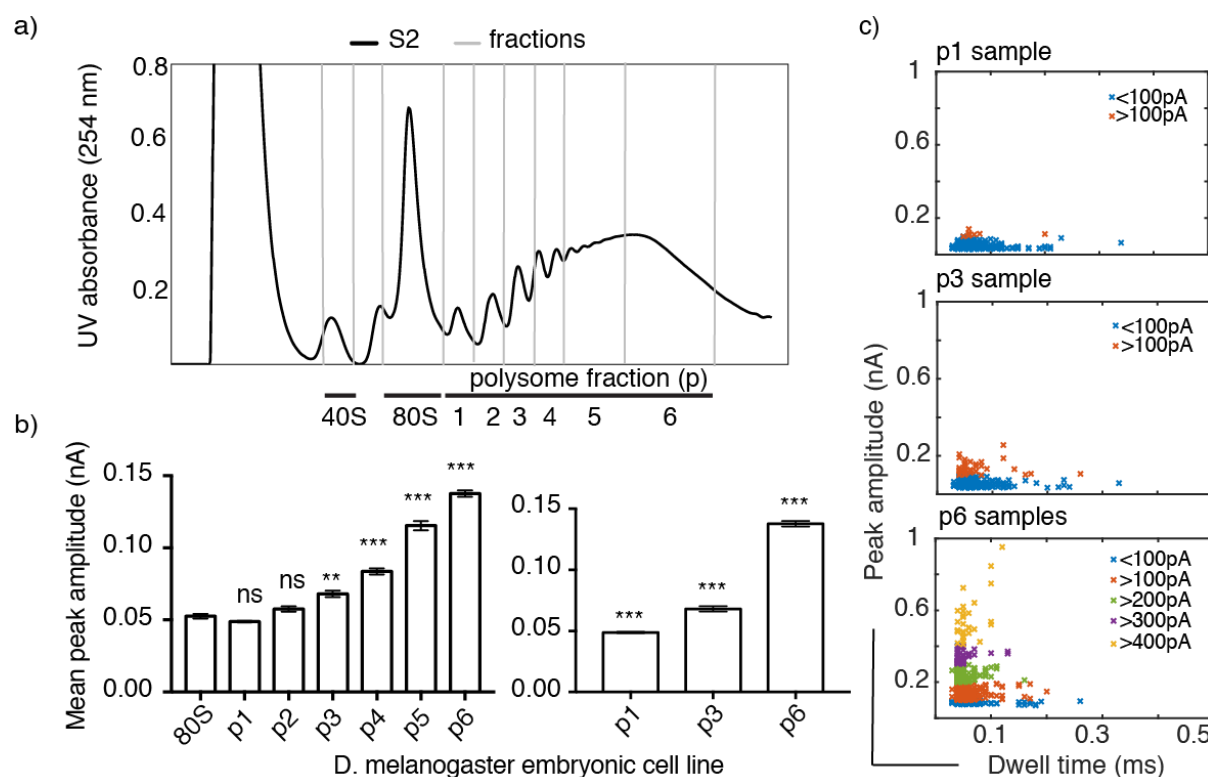 a)
S2 fractions
UV absorbance (254 nm)
0.8
0.6
0.4
0.2
polysome fraction (p)
40S 80S 1 2 3 4 5 6
b)
Mean peak amplitude (nA)
0.15
0.10
0.05
0.00
ns ns ** *** *** ***
80S p1 p2 p3 p4 p5 p6
0.15
0.10
0.05
0.00
*** *** ***
p1 p3 p6
D. melanogaster embryonic cell line
c)
Peak amplitude (nA)
p1 sample
1
0.6
0.2
<100pA
>100pA
p3 sample
1
0.6
0.2
<100pA
>100pA
p6 samples
1
0.6
0.2
<100pA
>100pA
>200pA
>300pA
>400pA
0.1 0.3 0.5
Dwell time (ms)